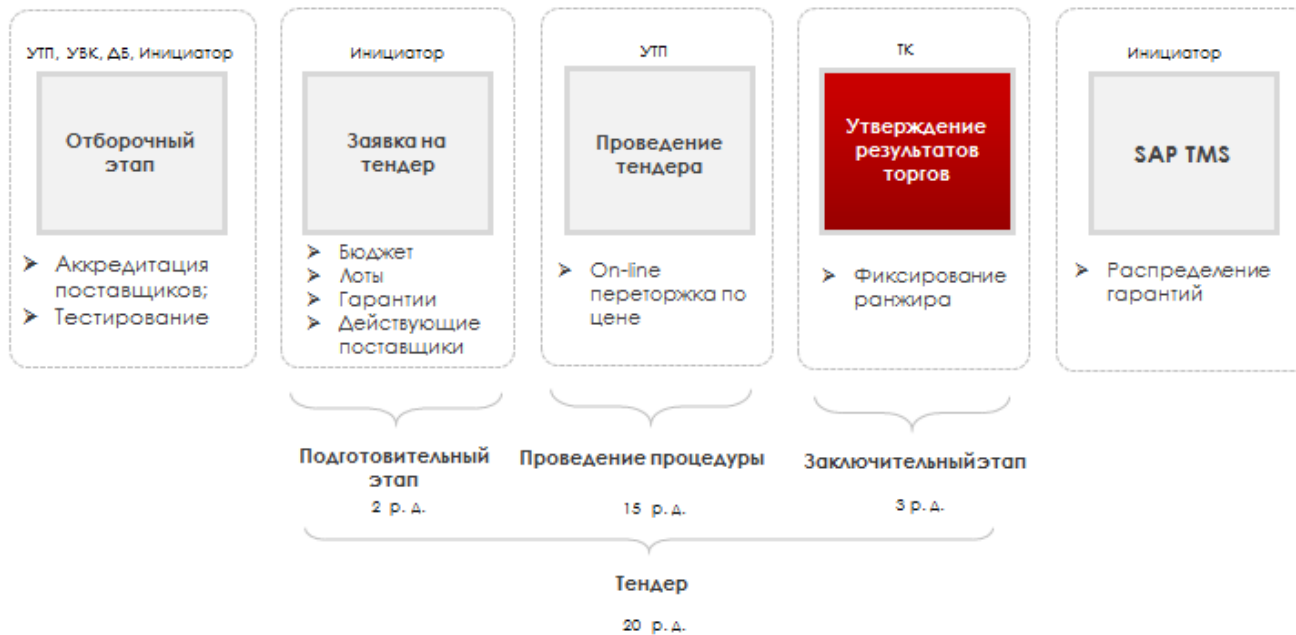 УТП, УВК, ДБ, Инициатор
Отборочный
этап
➢ Аккредитация
поставщиков;
➢ Тестирование
Инициатор
Заявка на
тендер
➢ Бюджет
➢ Лоты
➢ Гарантии
➢ Действующие
поставщики
УТП
Проведение
тендера
➢ On-line
переторжка по
цене
ТК
Утверждение
результатов
торгов
➢ Фиксирование
ранжира
Инициатор
SAP TMS
➢ Распределение
гарантий
Подготовительный
этап
2 р. д.
Проведение процедуры
15 р. д.
Заключительный этап
3 р. д.
Тендер
20 р. д.